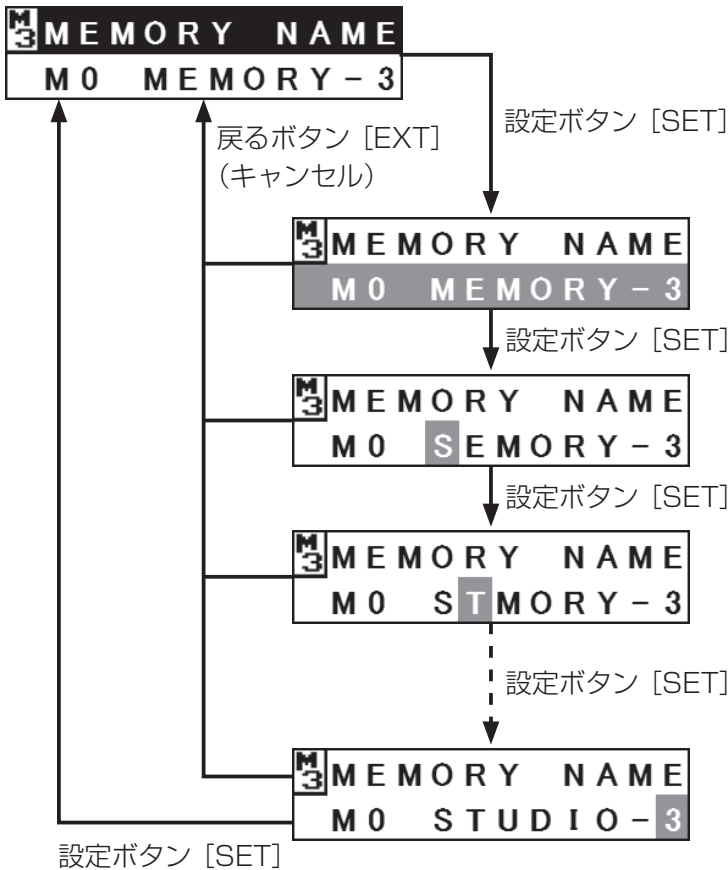 M3 MEMORY NAME
M0 MEMORY-3
設定ボタン [SET]
戻るボタン [EXT]
（キャンセル）
M3 MEMORY NAME
M0 MEMORY-3
設定ボタン [SET]
M3 MEMORY NAME
M0 SEMORY-3
設定ボタン [SET]
M3 MEMORY NAME
M0 STMORY-3
設定ボタン [SET]
M3 MEMORY NAME
M0 STUDIO-3
設定ボタン [SET]